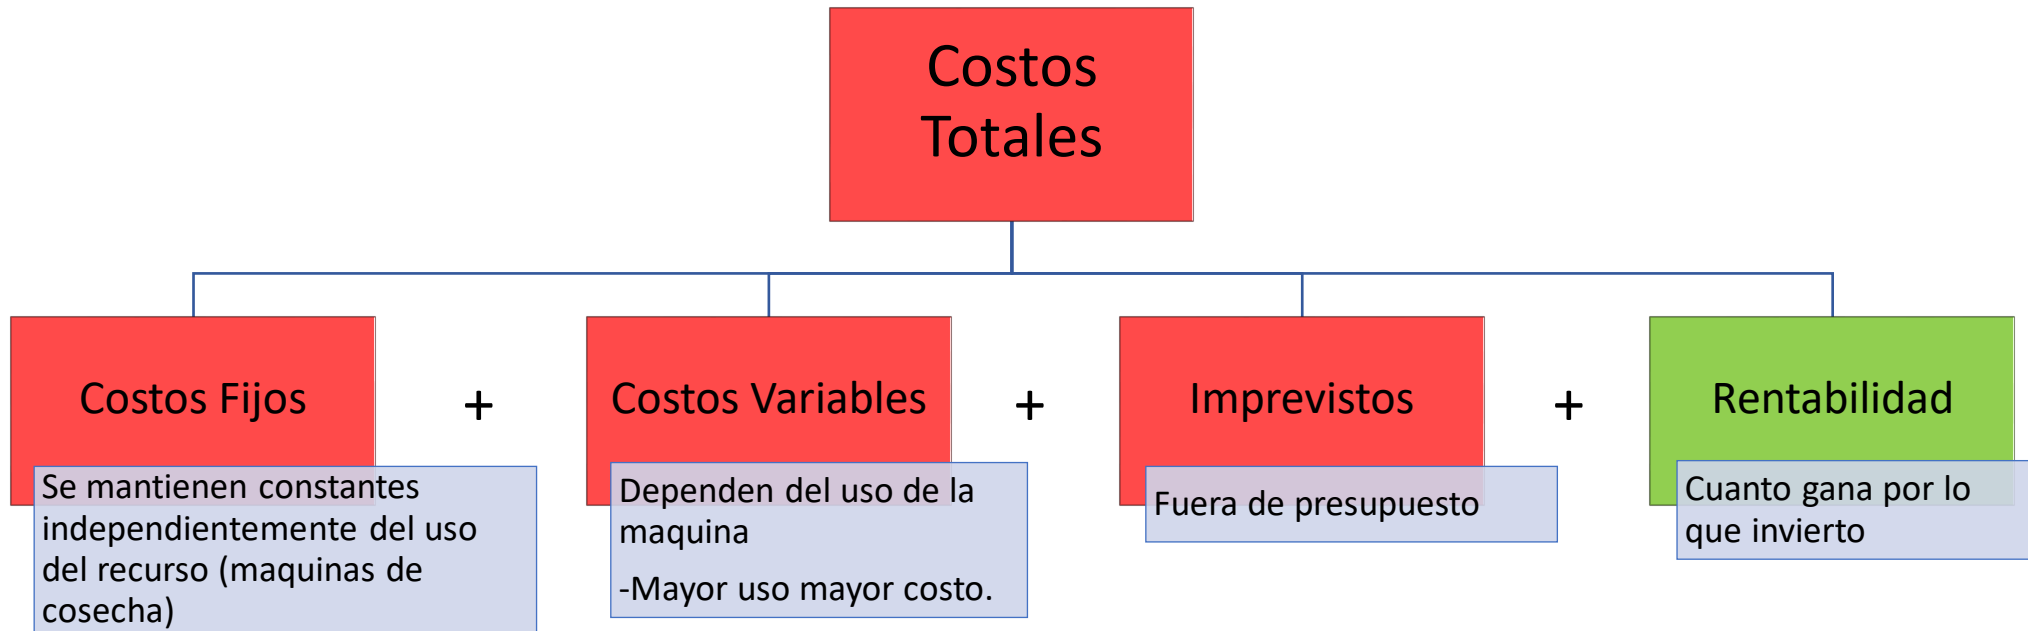 Costos
Totales
Costos Fijos
+
Costos Variables
+
Imprevistos
+
Rentabilidad
Se mantienen constantes
independientemente del uso
del recurso (maquinas de
cosecha)
Dependen del uso de la
maquina
-Mayor uso mayor costo.
Fuera de presupuesto
Cuanto gana por lo
que invierto